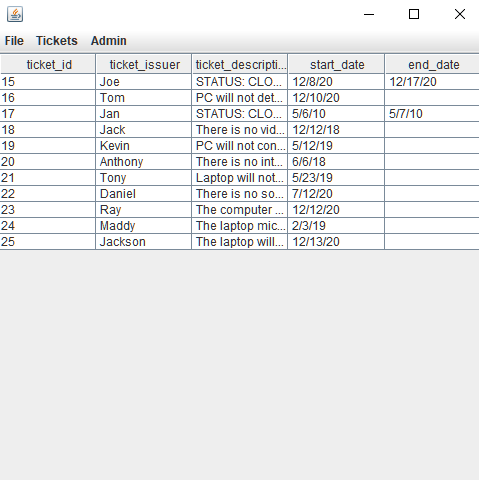 File Tickets Admin
ticket_id ticket_issuer ticket_descripti... start_date end_date
15 Joe STATUS: CLO... 12/8/20 12/17/20
16 Tom PC will not det... 12/10/20
17 Jan STATUS: CLO... 5/6/10 5/7/10
18 Jack There is no vid... 12/12/18
19 Kevin PC will not con... 5/12/19
20 Anthony There is no int... 6/6/18
21 Tony Laptop will not... 5/23/19
22 Daniel There is no so... 7/12/20
23 Ray The computer ... 12/12/20
24 Maddy The laptop mic... 2/3/19
25 Jackson The laptop will... 12/13/20